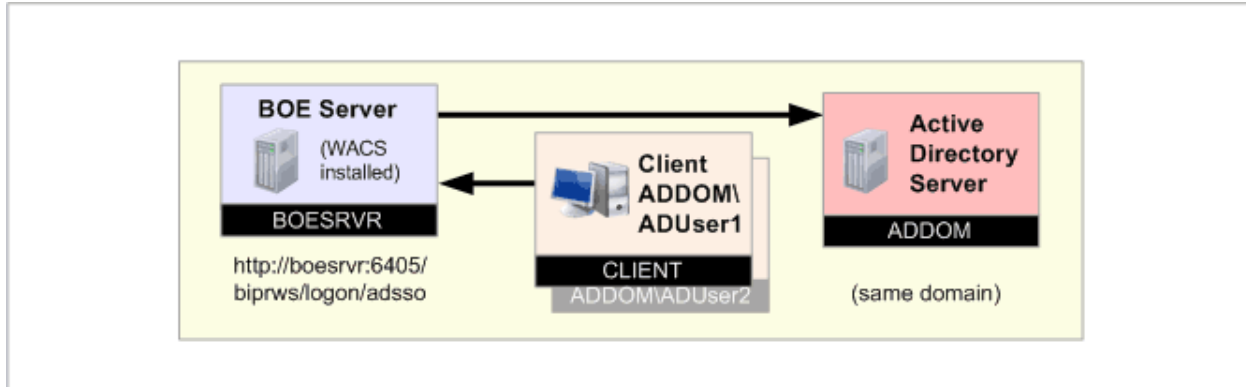 BOE Server
(WACS
installed)
BOESRVR
http://boesrvr:6405/
biprws/logon/adsso
Client
ADDOM\
ADUser1
CLIENT
ADDOM\ADUser2
Active
Directory
Server
ADDOM
(same domain)